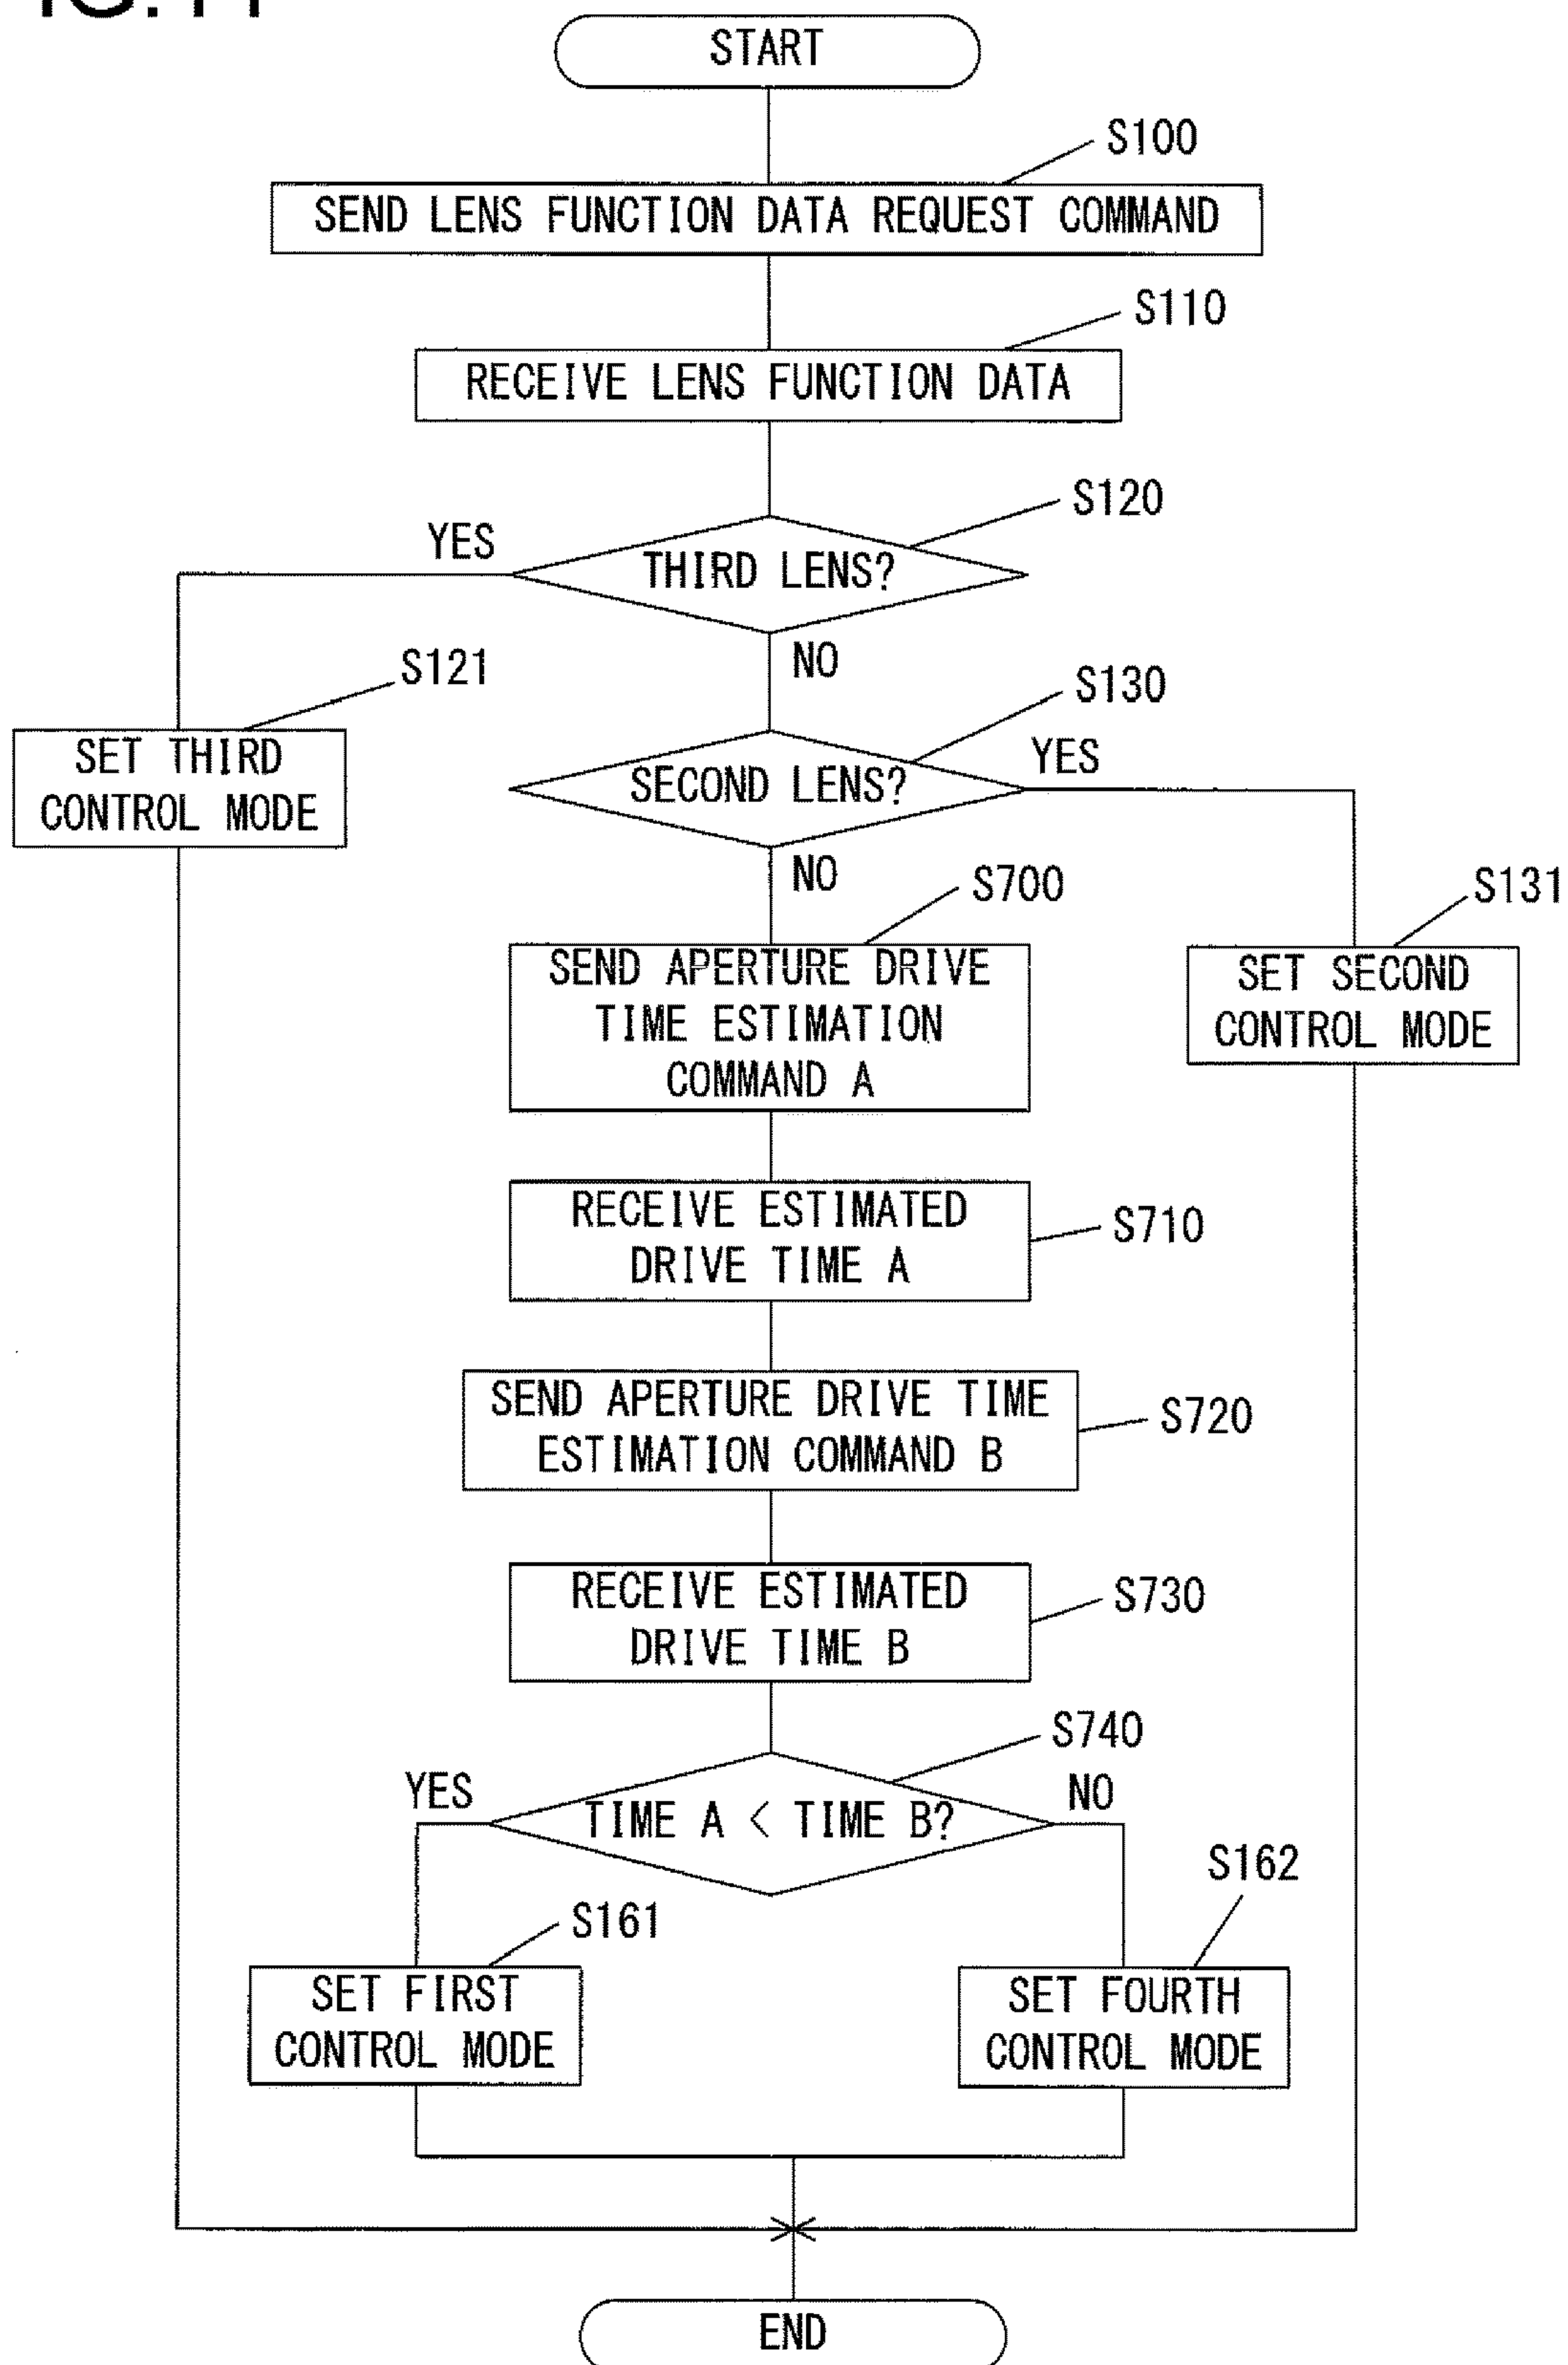 START
S100
SEND LENS FUNCTION DATA REQUEST COMMAND
S110
RECEIVE LENS FUNCTION DATA
S120
YES
THIRD LENS?
NO
S121
SET THIRD
CONTROL MODE
S130
YES
SECOND LENS?
NO
S131
SET SECOND
CONTROL MODE
S700
SEND APERTURE DRIVE
TIME ESTIMATION
COMMAND A
S710
RECEIVE ESTIMATED
DRIVE TIME A
S720
SEND APERTURE DRIVE TIME
ESTIMATION COMMAND B
S730
RECEIVE ESTIMATED
DRIVE TIME B
S740
YES
TIME A < TIME B?
NO
S161
SET FIRST
CONTROL MODE
S162
SET FOURTH
CONTROL MODE
END